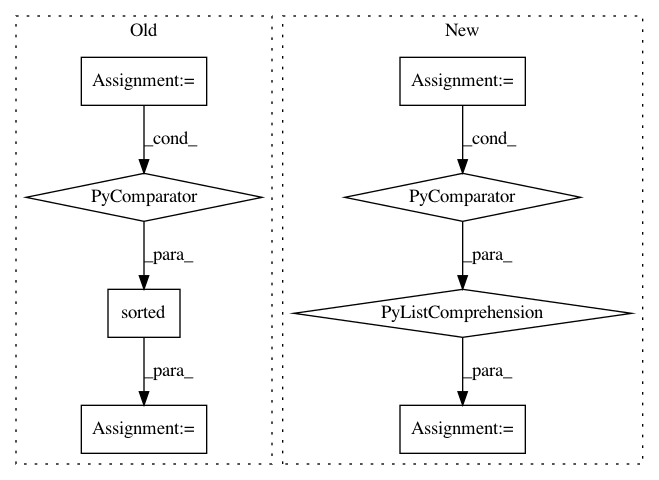 Old
New
Assignment:=
Assignment:=
_cond_
_cond_
PyComparator
PyComparator
_para_
_para_
sorted
PyListComprehension
_para_
_para_
Assignment:=
Assignment:=